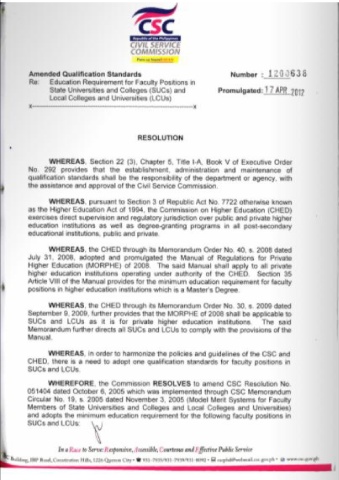 CSC
Republic of the Philippines
CIVIL SERVICE
COMMISSION
Amended Qualification Standards
Number : 1200636
Re: Education Requirement for Faculty Positions in
State Universities and Colleges (SUCs) and
Local Colleges and Universities (LCUs)
Promulgated: 17 APR 2012
RESOLUTION
WHEREAS, Section 22 (3), Chapter 5, Title I-A, Book V of Executive Order
No. 292 provides that the establishment, administration and maintenance of
qualification standards shall be the responsibility of the department or agency, with
the assistance and approval of the Civil Service Commission.
WHEREAS, pursuant to Section 3 of Republic Act No. 7722 otherwise known
as the Higher Education Act of 1994, the Commission on Higher Education (CHED)
exercises direct supervision and regulatory jurisdiction over public and private higher
education institutions as well as degree-granting programs in all post-secondary
educational institutions, public and private.
WHEREAS, the CHED through its Memorandum Order No. 40, s. 2008 dated
July 31, 2008, adopted and promulgated the Manual of Regulations for Private
Higher Education (MORPHE) of 2008. The said Manual shall apply to all private
higher education institutions operating under authority of the CHED. Section 35
Article VIII of the Manual provides for the minimum education requirement for faculty
positions in higher education institutions which is a Master's Degree.
WHEREAS, the CHED through its Memorandum Order No. 30, s. 2009 dated
September 9, 2009, further provides that the MORPHE of 2008 shall be applicable to
SUCs and LCUs as it is for private higher education institutions. The said
Memorandum further directs all SUCs and LCUs to comply with the provisions of the
Manual.
WHEREAS, in order to harmonize the policies and guidelines of the CSC and
CHED, there is a need to adopt one qualification standards for faculty positions in
SUCs and LCUs.
WHEREFORE, the Commission RESOLVES to amend CSC Resolution No.
051404 dated October 6, 2005 which was implemented through CSC Memorandum
Circular No. 19, s. 2005 dated November 3, 2005 (Model Merit Systems for Faculty
Members of State Universities and Colleges and Local Colleges and Universities)
and adopts the minimum education requirement for the following faculty positions in
SUCs and LCUs:
In a Race to Serve: Responsive, Accessible, Courteous and Effective Public Service
Building, IBP Road, Constitution Hills, 1126 Quezon City